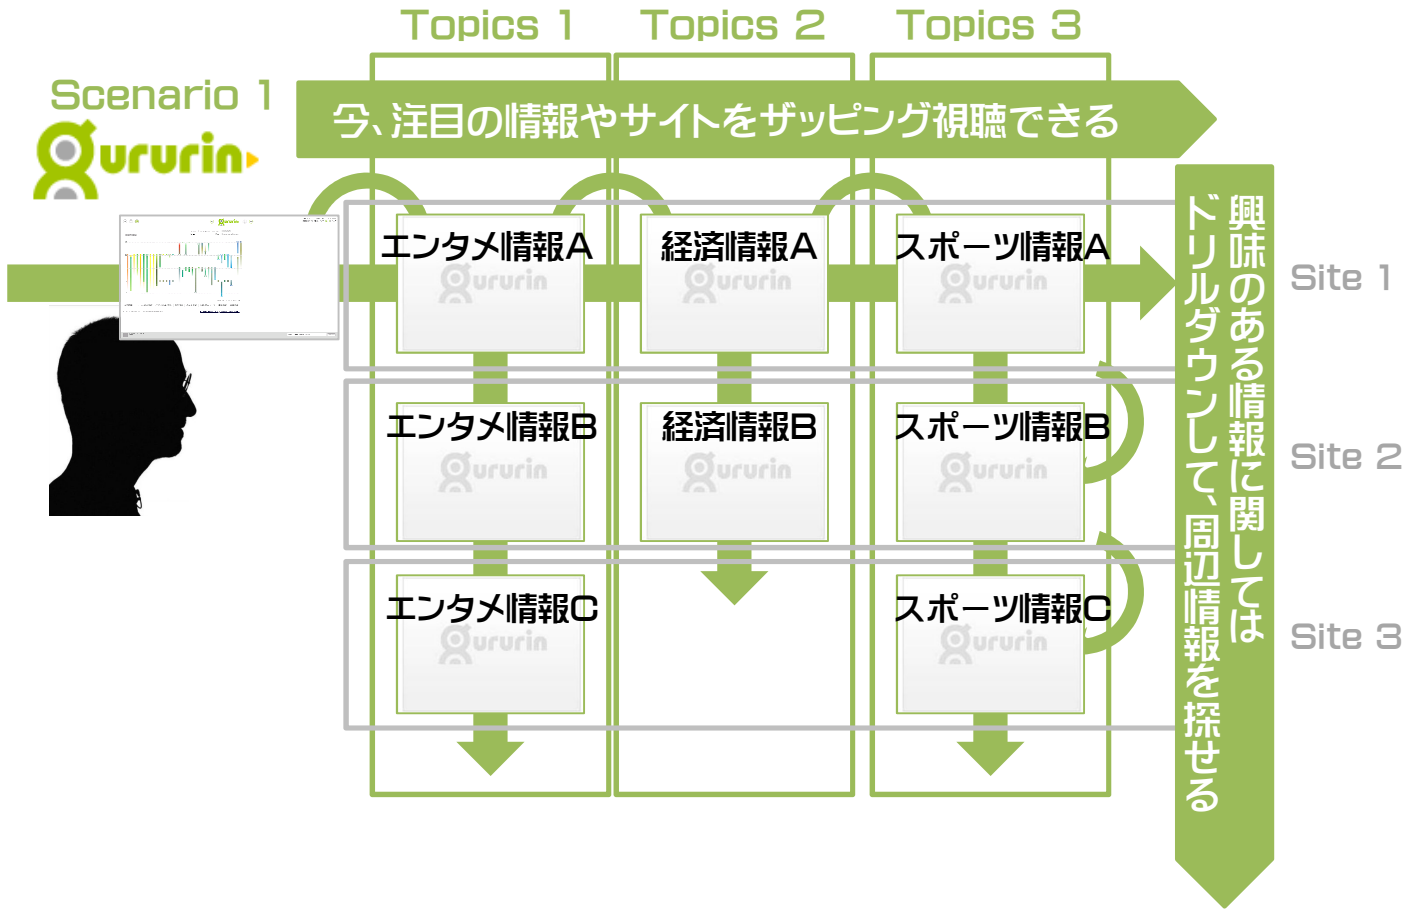 Topics 1
Topics 2
Topics 3
Scenario 1
gururin
今、注目の情報やサイトをザッピング視聴できる
エンタメ情報A
経済情報A
スポーツ情報A
gururin
gururin
gururin
Site 1
エンタメ情報B
経済情報B
スポーツ情報B
gururin
gururin
gururin
Site 2
エンタメ情報C
スポーツ情報C
gururin
gururin
Site 3
興味のある情報に関しては
ドリルダウンして、周辺情報を探せる